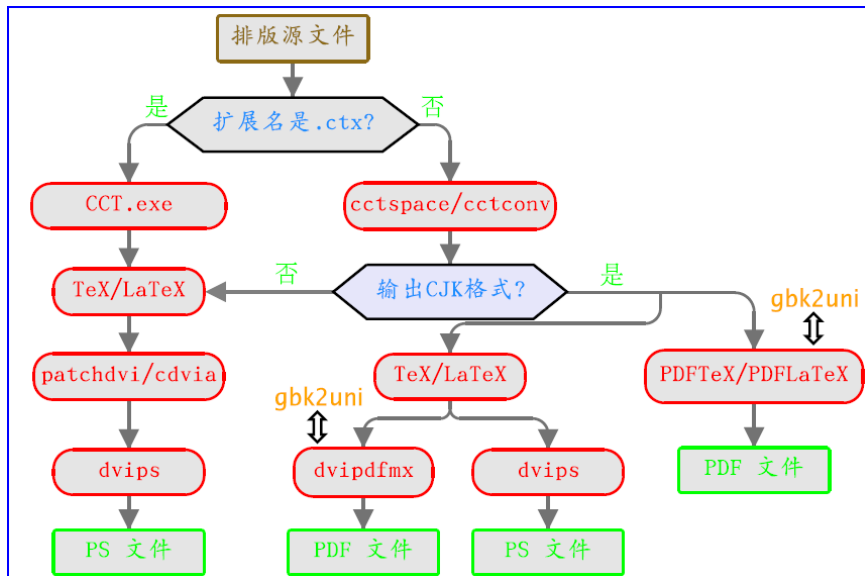 排版源文件
是
否
扩展名是.ctx?
CCT.exe
cctspace/cctconv
否
是
TeX/LaTeX
输出CJK格式?
gbk2uni
patchdvi/cdvia
TeX/LaTeX
PDFTeX/PDFLaTeX
gbk2uni
dvips
dvipdfmx
dvips
PDF 文件
PS 文件
PDF 文件
PS 文件